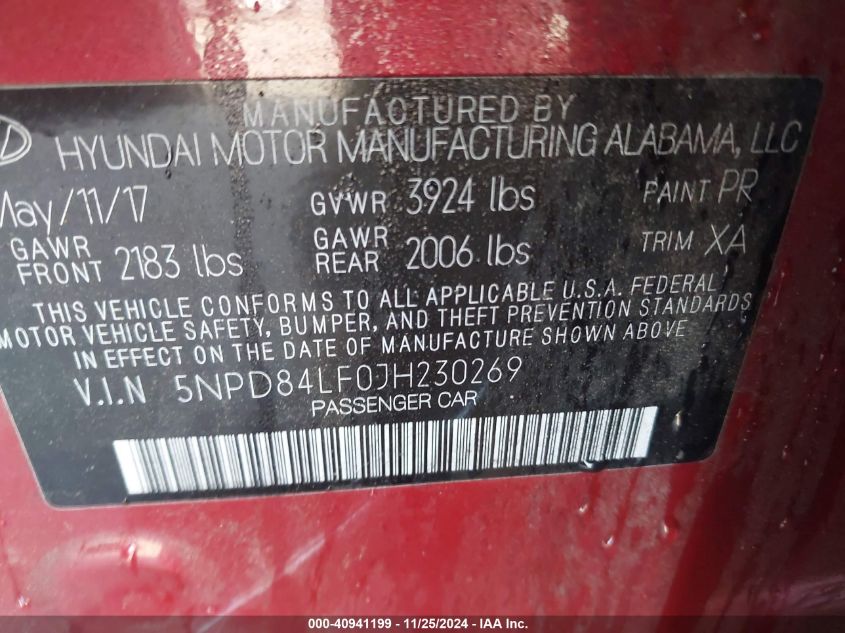 MANUFACTURED BY
HYUNDAI MOTOR MANUFACTURING ALABAMA, LLC
May/11/17 GVWR 3924 lbs PAINT PR
GAWR FRONT 2183 lbs GAWR REAR 2006 lbs TRIM XA
THIS VEHICLE CONFORMS TO ALL APPLICABLE U.S.A. FEDERAL
MOTOR VEHICLE SAFETY, BUMPER, AND THEFT PREVENTION STANDARDS
IN EFFECT ON THE DATE OF MANUFACTURE SHOWN ABOVE
V.I.N 5NPD84LF0JH230269
PASSENGER CAR
000-40941199 - 11/25/2024 - IAA Inc.